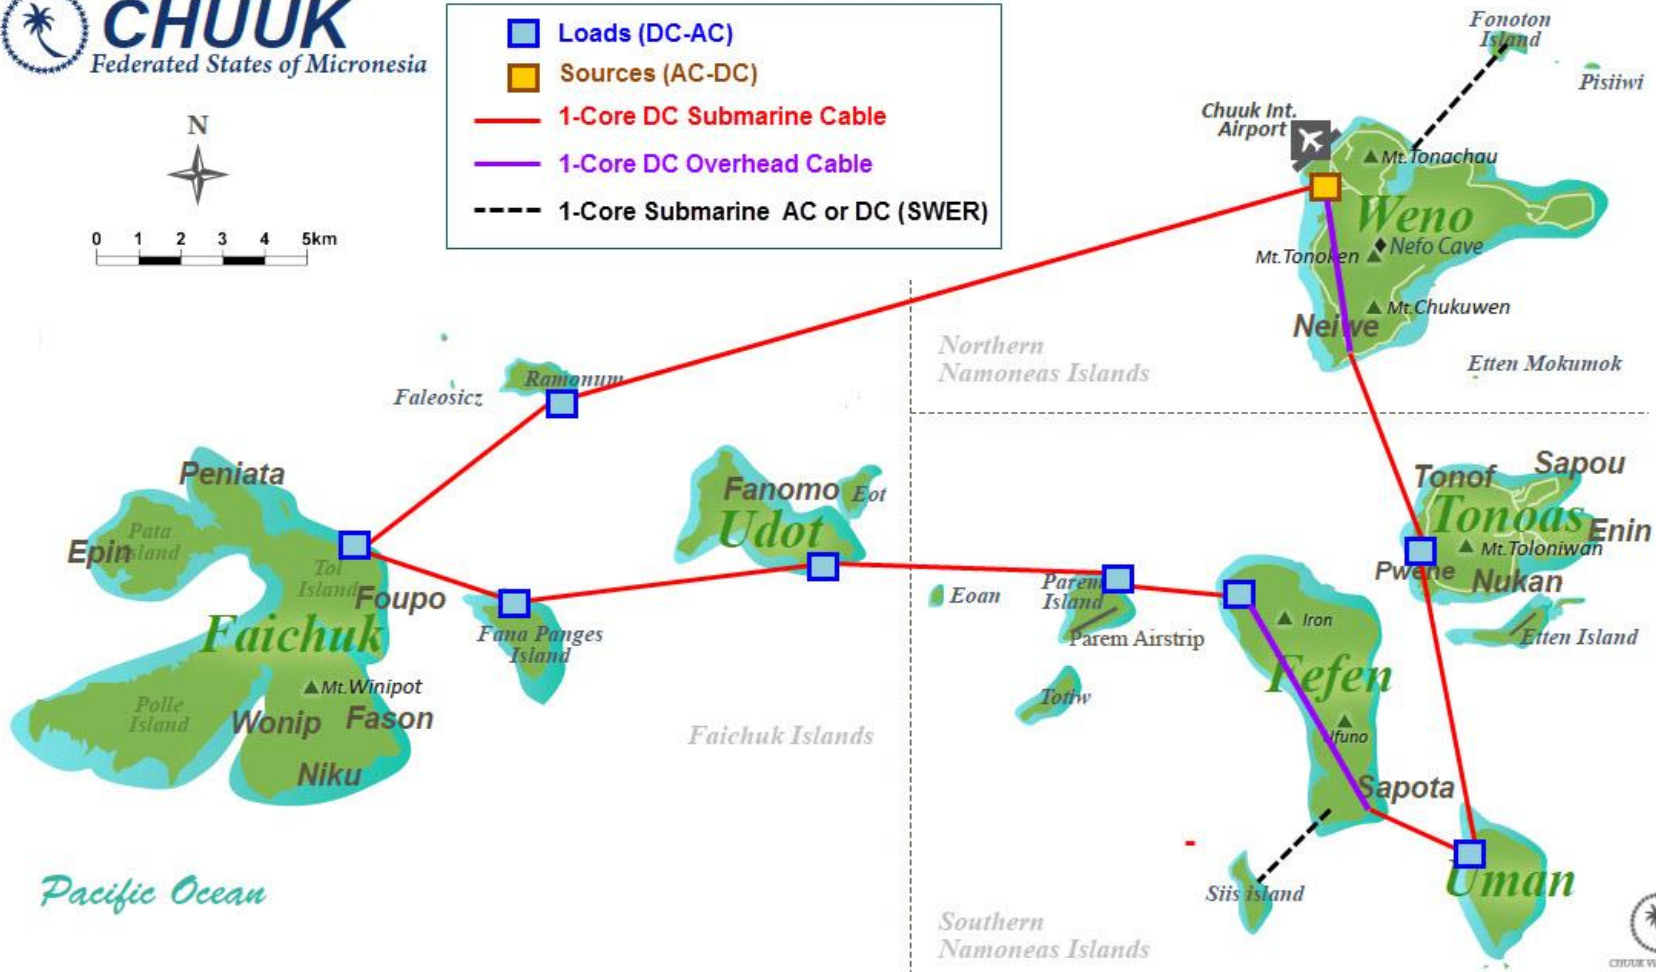 CHUUK
Federated States of Micronesia
Loads (DC-AC)
Sources (AC-DC)
1-Core DC Submarine Cable
1-Core DC Overhead Cable
1-Core Submarine AC or DC (SWER)
N
0 1 2 3 4 5km
Fonoton
Island
Pisiiwi
Chuuk Int.
Airport
Mt.Tonachau
Weno
Nefo Cave
Mt.Tonoken
Mt.Chukuwen
Neiwe
Etten Mokumok
Northern
Namoneas Islands
Ramonum
Faleosicz
Peniata
Pata
Island
Epin
Tol
Island
Foupo
Faichuk
Mt.Winipot
Polle
Island
Wonip
Fason
Niku
Fana Panges
Island
Fanomo
Eot
Udot
Faichuk Islands
Eoan
Parem
Island
Parem Airstrip
Totiw
Iron
Fefen
Ufuno
Sapota
Siis island
Tonof
Sapou
Tonoas
Enin
Mt.Toloniwan
Pwene
Nukan
Etten Island
Uman
Southern
Namoneas Islands
Pacific Ocean